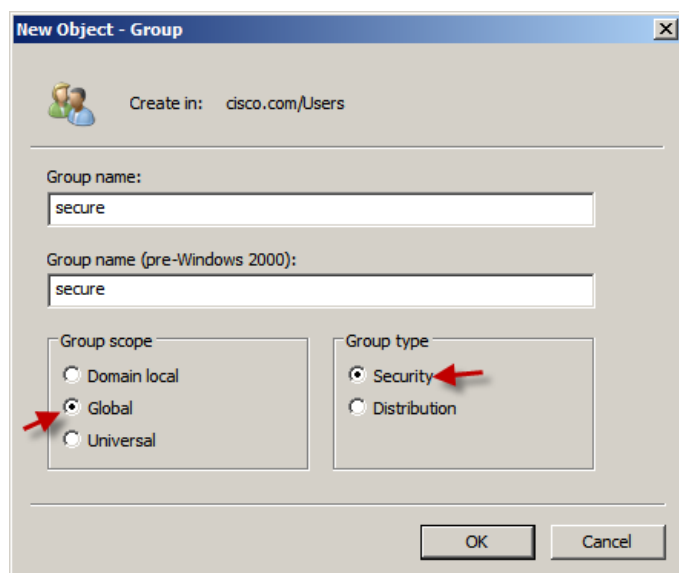 New Object - Group
Create in: cisco.com/Users
Group name:
secure
Group name (pre-Windows 2000):
secure
Group scope
Domain local
Global
Universal
Group type
Security
Distribution
OK
Cancel